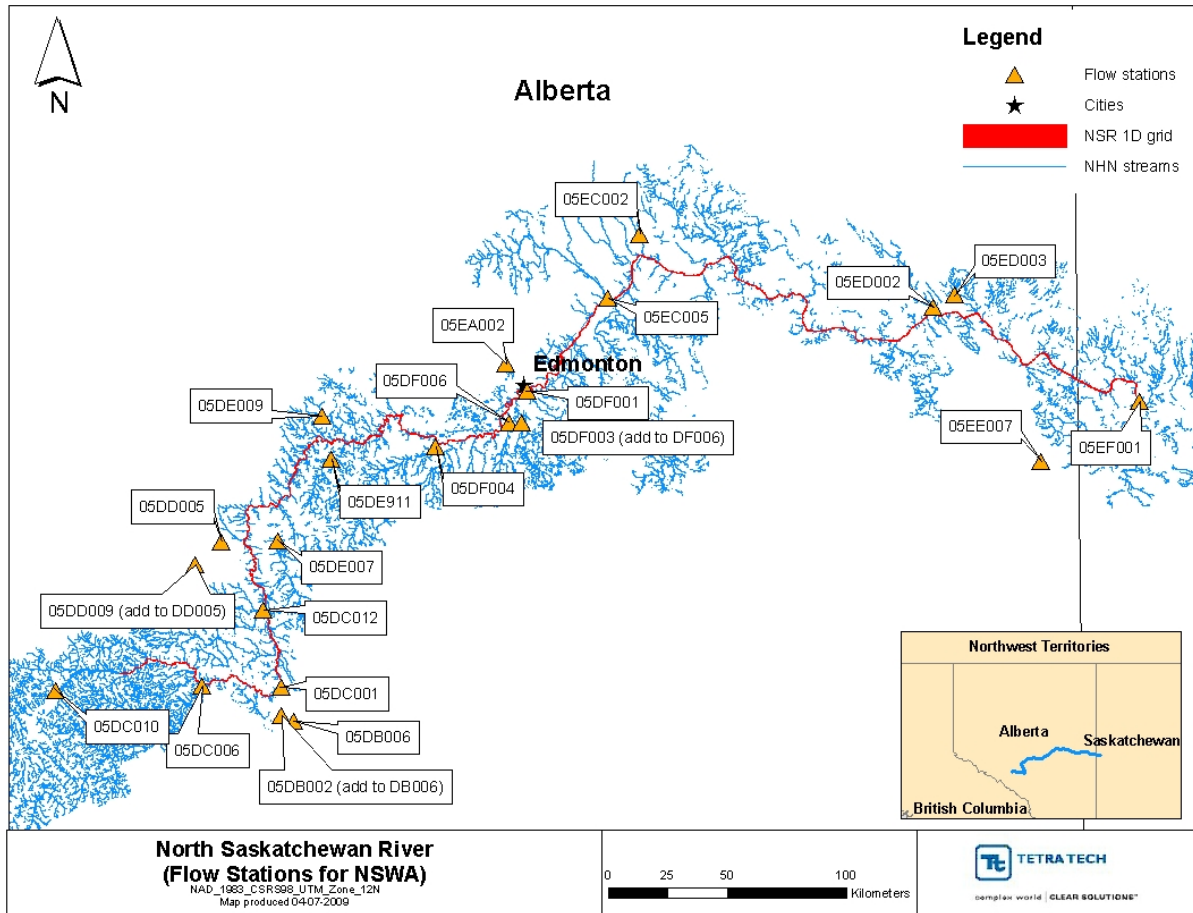 N
Alberta
Legend
Flow stations
Cities
NSR 1D grid
NHN streams
05EC002
05ED003
05ED002
05EC005
05EA002
Edmonton
05DF006
05DF001
05DE009
05DF003 (add to DF006)
05EE007
05EF001
05DF004
05DE911
05DD005
05DE007
05DD009 (add to DD005)
05DC012
05DC001
05DC010
05DC006
05DB006
05DB002 (add to DB006)
Northwest Territories
Alberta
Saskatchewan
British Columbia
North Saskatchewan River
(Flow Stations for NSWA)
NAD_1983_CSRS98_UTM_Zone_12N
Map produced 04-07-2009
0 25 50 100
Kilometers
Tt TETRA TECH
complex world | CLEAR SOLUTIONS™